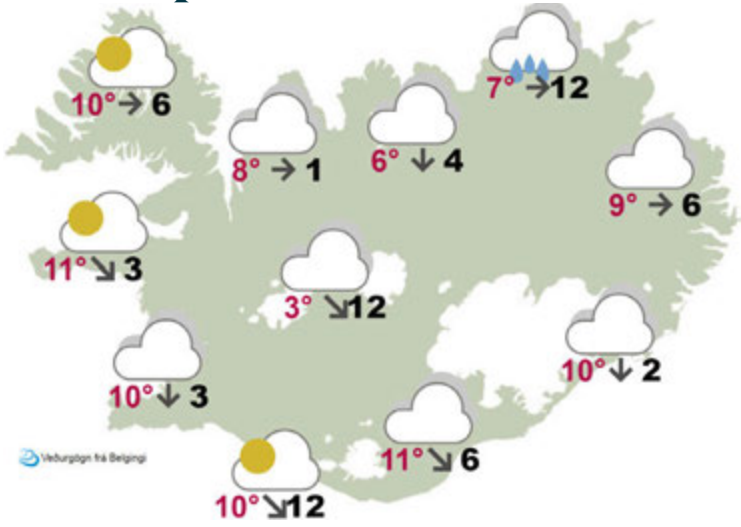 10° → 6
7° → 12
8° → 1
6° ↓ 4
9° → 6
11° ↘ 3
3° ↘ 12
10° ↓ 3
10° ↓ 2
11° ↘ 6
Veðurgögn frá Belgingi
10° ↘ 12